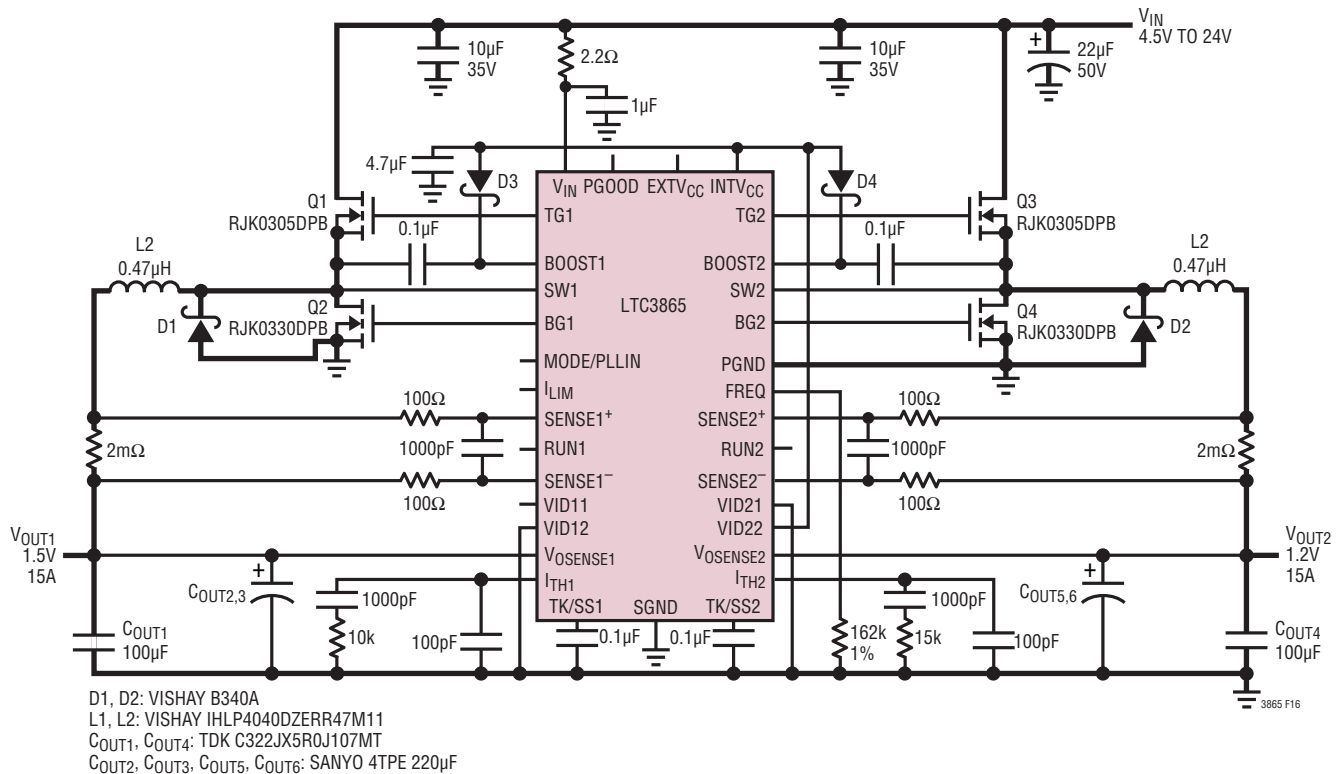 VIN
4.5V TO 24V
10µF
35V
2.2Ω
10µF
35V
22µF
50V
1µF
4.7µF
D3
D4
VIN PGOOD EXTVCC INTVCC
Q1
RJK0305DPB
TG1
TG2
Q3
RJK0305DPB
0.1µF
0.1µF
L2
0.47µH
L2
0.47µH
BOOST1
BOOST2
SW1
SW2
LTC3865
D1
Q2
RJK0330DPB
BG1
BG2
Q4
RJK0330DPB
D2
MODE/PLLIN
PGND
ILIM
FREQ
100Ω
SENSE1+
SENSE2+
100Ω
2mΩ
1000pF
RUN1
RUN2
1000pF
2mΩ
100Ω
SENSE1–
SENSE2–
100Ω
VID11
VID21
VID12
VID22
VOUT1
1.5V
15A
VOSENSE1
VOSENSE2
VOUT2
1.2V
15A
COUT2,3
+
ITH1
ITH2
+
COUT5,6
1000pF
1000pF
TK/SS1 SGND TK/SS2
COUT1
100µF
10k
100pF
0.1µF
0.1µF
162k
1%
15k
100pF
COUT4
100µF
D1, D2: VISHAY B340A
L1, L2: VISHAY IHLP4040DZERR47M11
COUT1, COUT4: TDK C322JX5R0J107MT
COUT2, COUT3, COUT5, COUT6: SANYO 4TPE 220µF
3865 F16